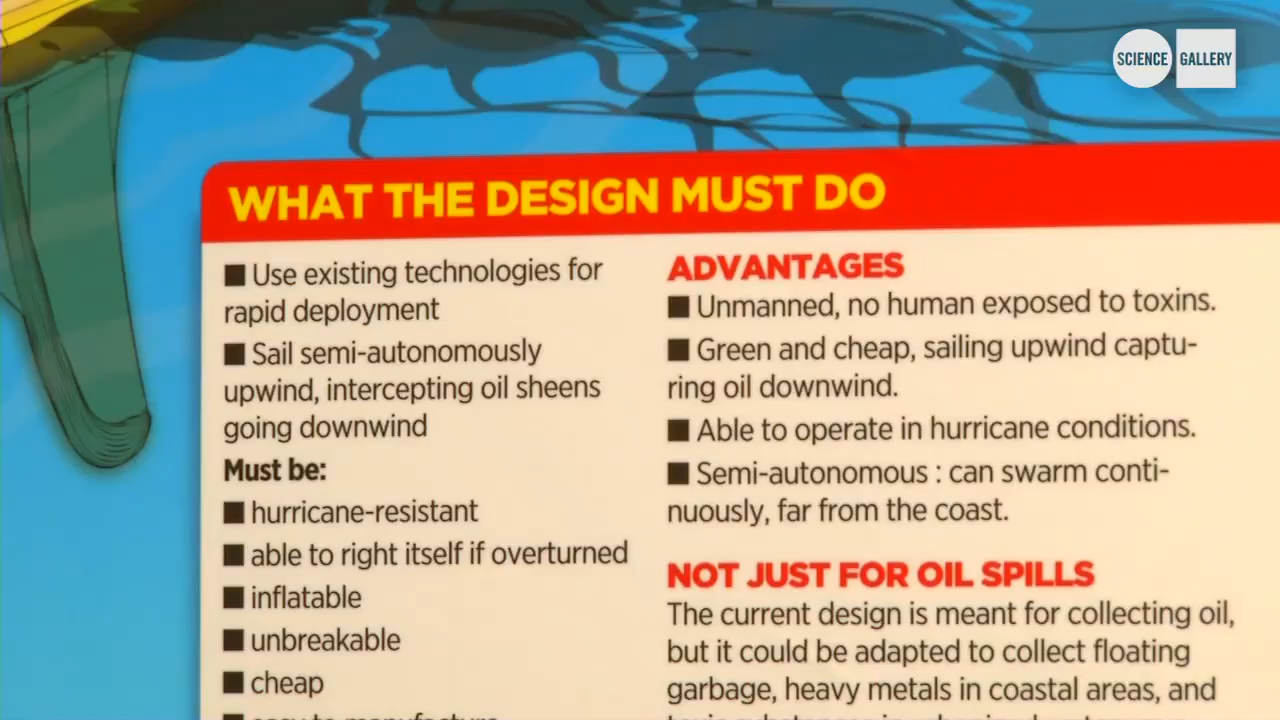 SCIENCE GALLERY
WHAT THE DESIGN MUST DO
■ Use existing technologies for
rapid deployment
■ Sail semi-autonomously
upwind, intercepting oil sheens
going downwind
Must be:
■ hurricane-resistant
■ able to right itself if overturned
■ inflatable
■ unbreakable
■ cheap
■ easy to manufacture
ADVANTAGES
■ Unmanned, no human exposed to toxins.
■ Green and cheap, sailing upwind captu-
ring oil downwind.
■ Able to operate in hurricane conditions.
■ Semi-autonomous : can swarm conti-
nuously, far from the coast.
NOT JUST FOR OIL SPILLS
The current design is meant for collecting oil,
but it could be adapted to collect floating
garbage, heavy metals in coastal areas, and